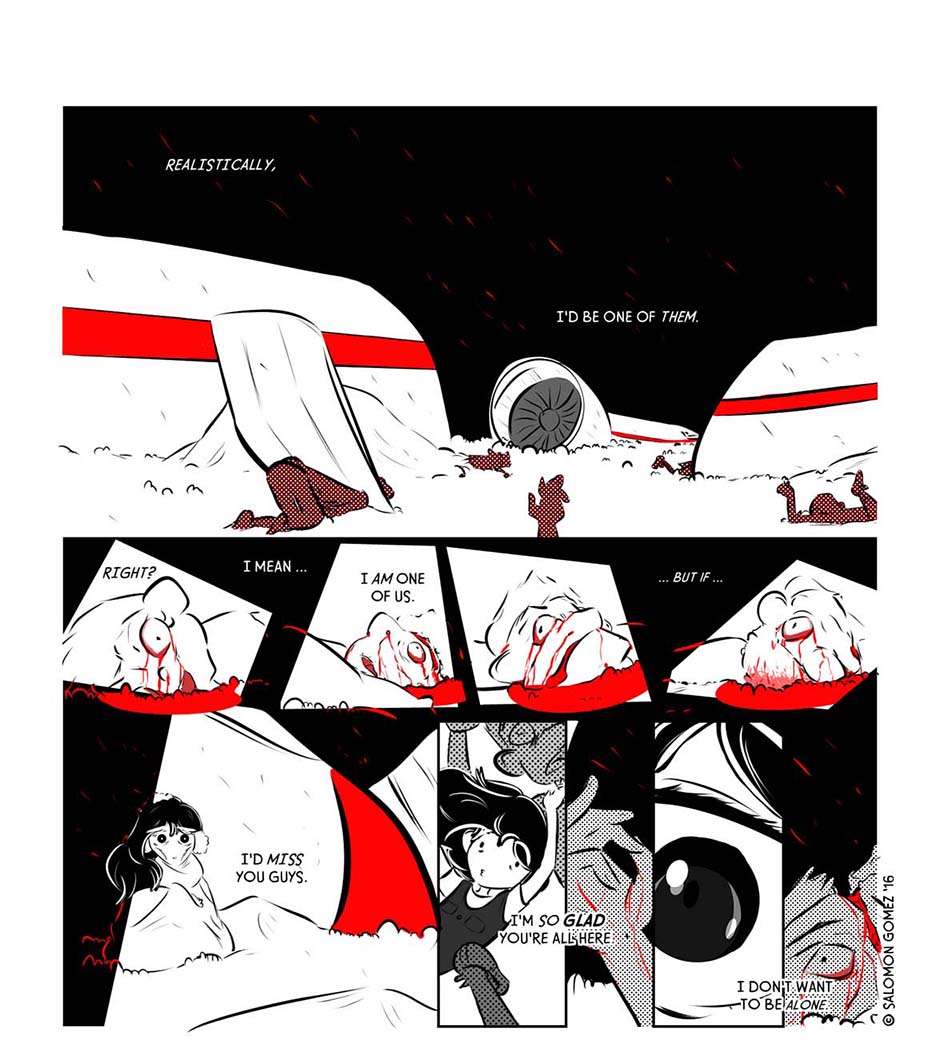 REALISTICALLY,
I'D BE ONE OF THEM.
RIGHT?
I MEAN ...
I AM ONE
OF US.
... BUT IF ...
I'D MISS
YOU GUYS.
I'M SO GLAD
YOU'RE ALL HERE.
I DON'T WANT
TO BE ALONE.
© SALOMON GOMEZ '16